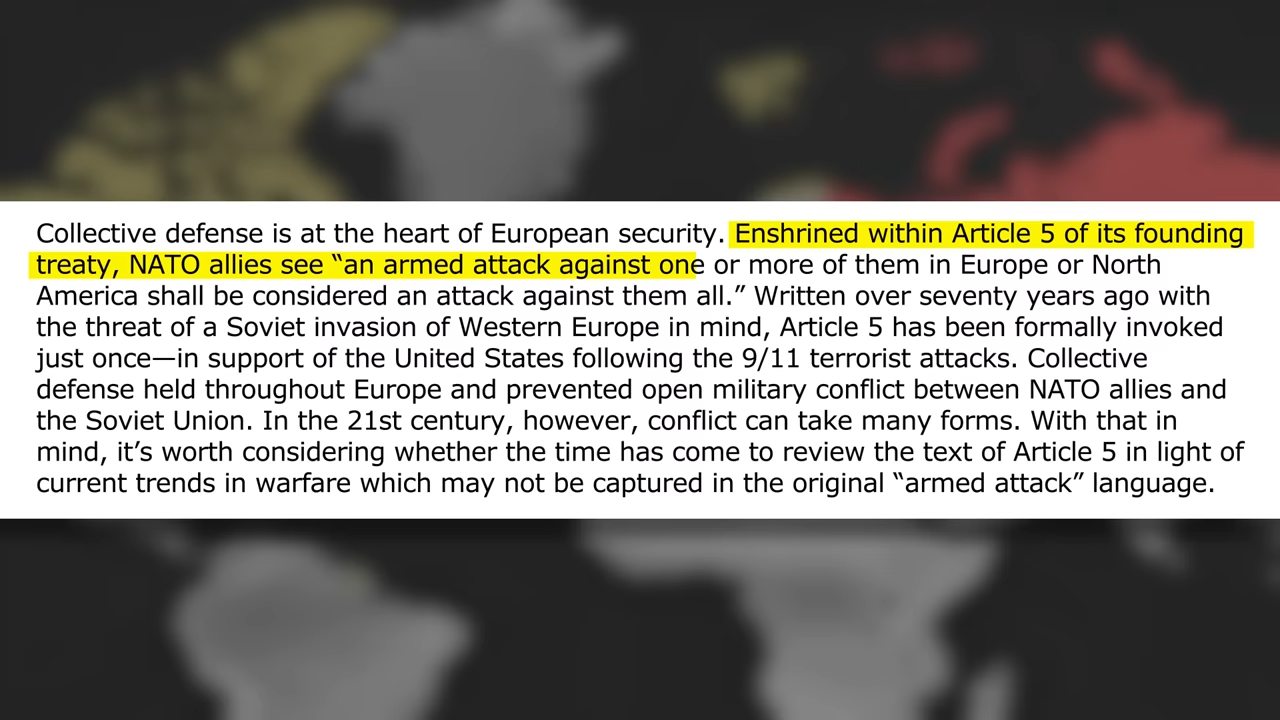 Collective defense is at the heart of European security. Enshrined within Article 5 of its founding
treaty, NATO allies see “an armed attack against one or more of them in Europe or North
America shall be considered an attack against them all.” Written over seventy years ago with
the threat of a Soviet invasion of Western Europe in mind, Article 5 has been formally invoked
just once—in support of the United States following the 9/11 terrorist attacks. Collective
defense held throughout Europe and prevented open military conflict between NATO allies and
the Soviet Union. In the 21st century, however, conflict can take many forms. With that in
mind, it’s worth considering whether the time has come to review the text of Article 5 in light of
current trends in warfare which may not be captured in the original “armed attack” language.